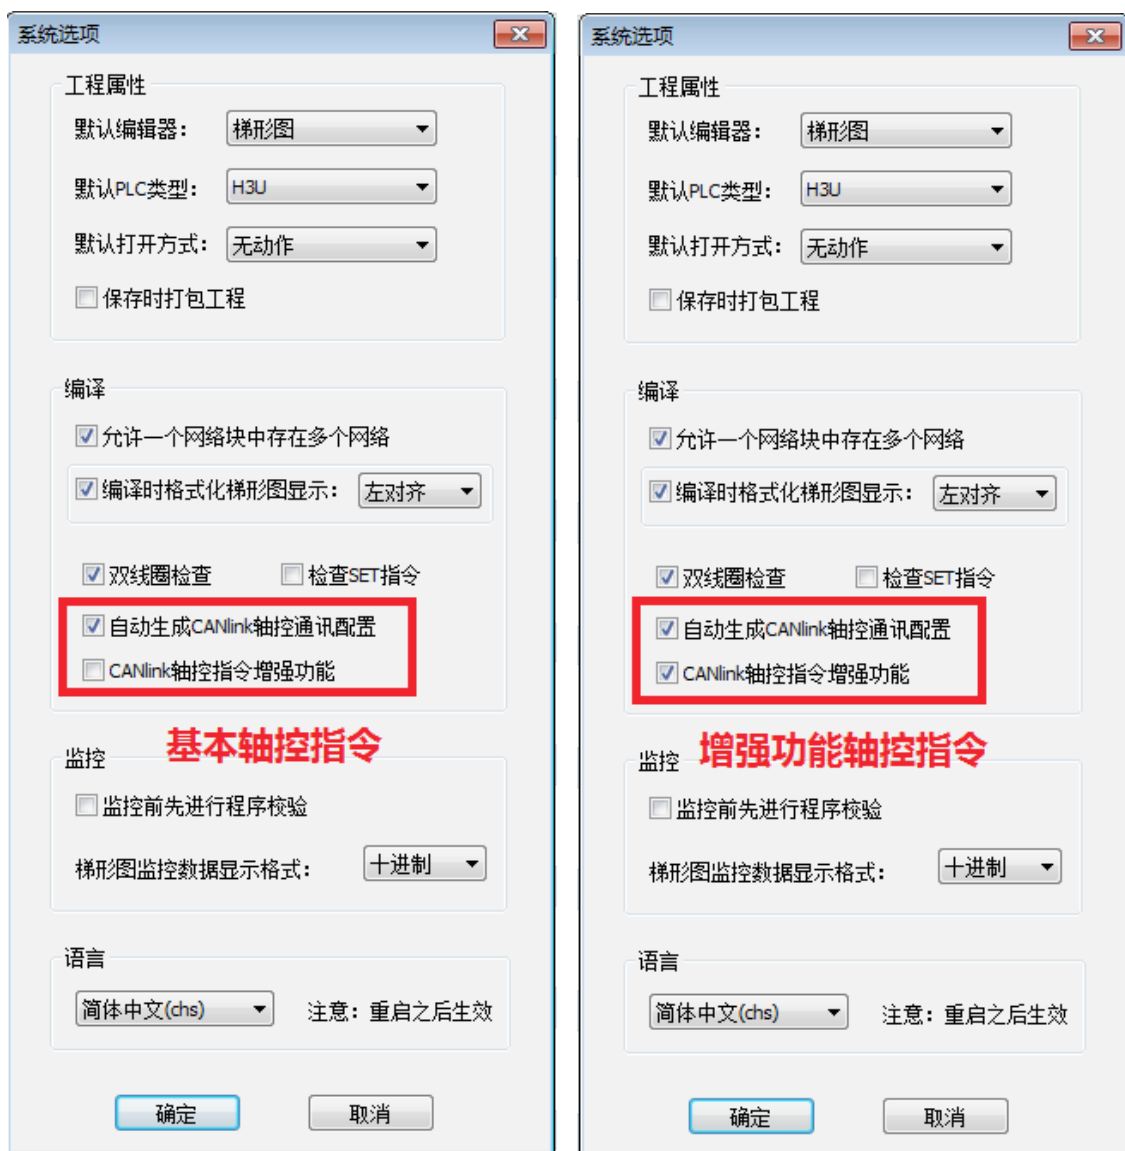 系统选项
工程属性
默认编辑器： 梯形图
默认PLC类型： H3U
默认打开方式： 无动作
保存时打包工程
编译
允许一个网络块中存在多个网络
编译时格式化梯形图显示： 左对齐
双线圈检查 检查SET指令
自动生成CANlink轴控通讯配置
CANlink轴控指令增强功能
基本轴控指令
监控
监控前先进行程序校验
梯形图监控数据显示格式： 十进制
语言
简体中文(chs) 注意：重启之后生效
确定 取消
系统选项
工程属性
默认编辑器： 梯形图
默认PLC类型： H3U
默认打开方式： 无动作
保存时打包工程
编译
允许一个网络块中存在多个网络
编译时格式化梯形图显示： 左对齐
双线圈检查 检查SET指令
自动生成CANlink轴控通讯配置
CANlink轴控指令增强功能
增强功能轴控指令
监控
监控前先进行程序校验
梯形图监控数据显示格式： 十进制
语言
简体中文(chs) 注意：重启之后生效
确定 取消